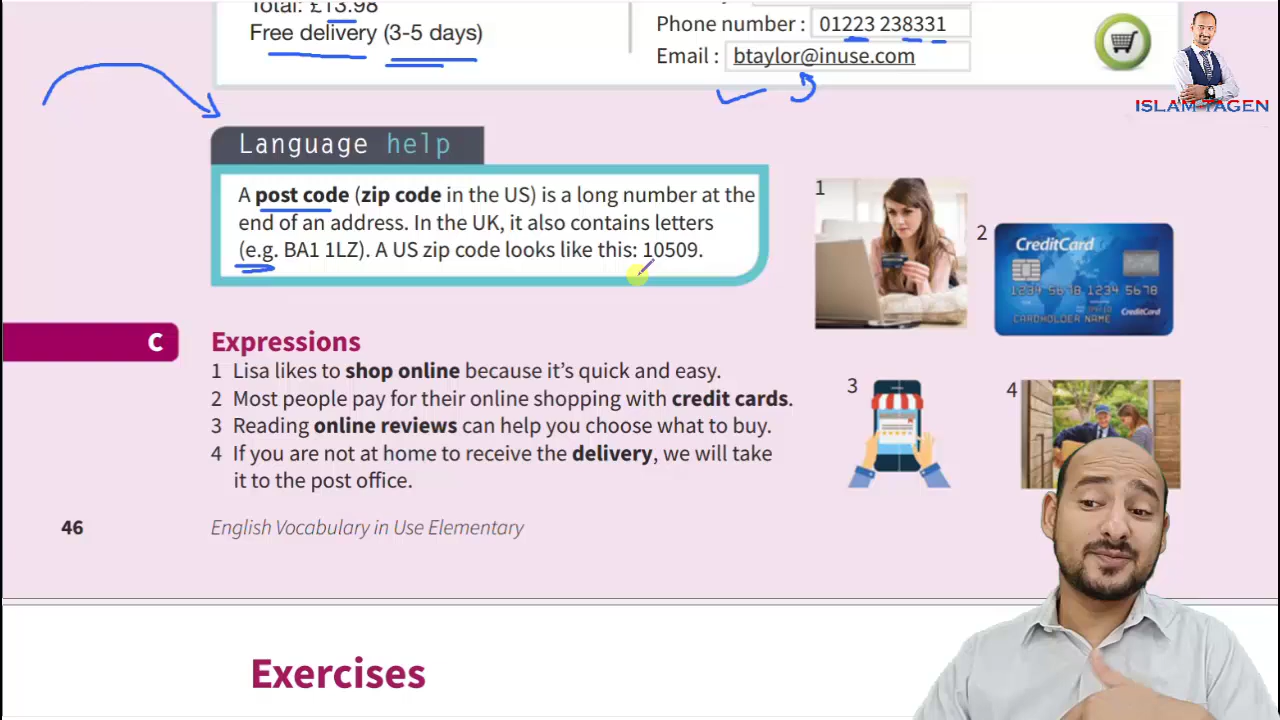 Total: £13.98
Free delivery (3-5 days)
Phone number : 01223 238331
Email : btaylor@inuse.com
ISLAM TAGEN
Language help
A post code (zip code in the US) is a long number at the
end of an address. In the UK, it also contains letters
(e.g. BA1 1LZ). A US zip code looks like this: 10509.
1
2
CreditCard
1234 5678 1234 5678
CARDHOLDER NAME
CreditCard
C
Expressions
1 Lisa likes to shop online because it's quick and easy.
2 Most people pay for their online shopping with credit cards.
3 Reading online reviews can help you choose what to buy.
4 If you are not at home to receive the delivery, we will take
it to the post office.
3
4
46
English Vocabulary in Use Elementary
Exercises